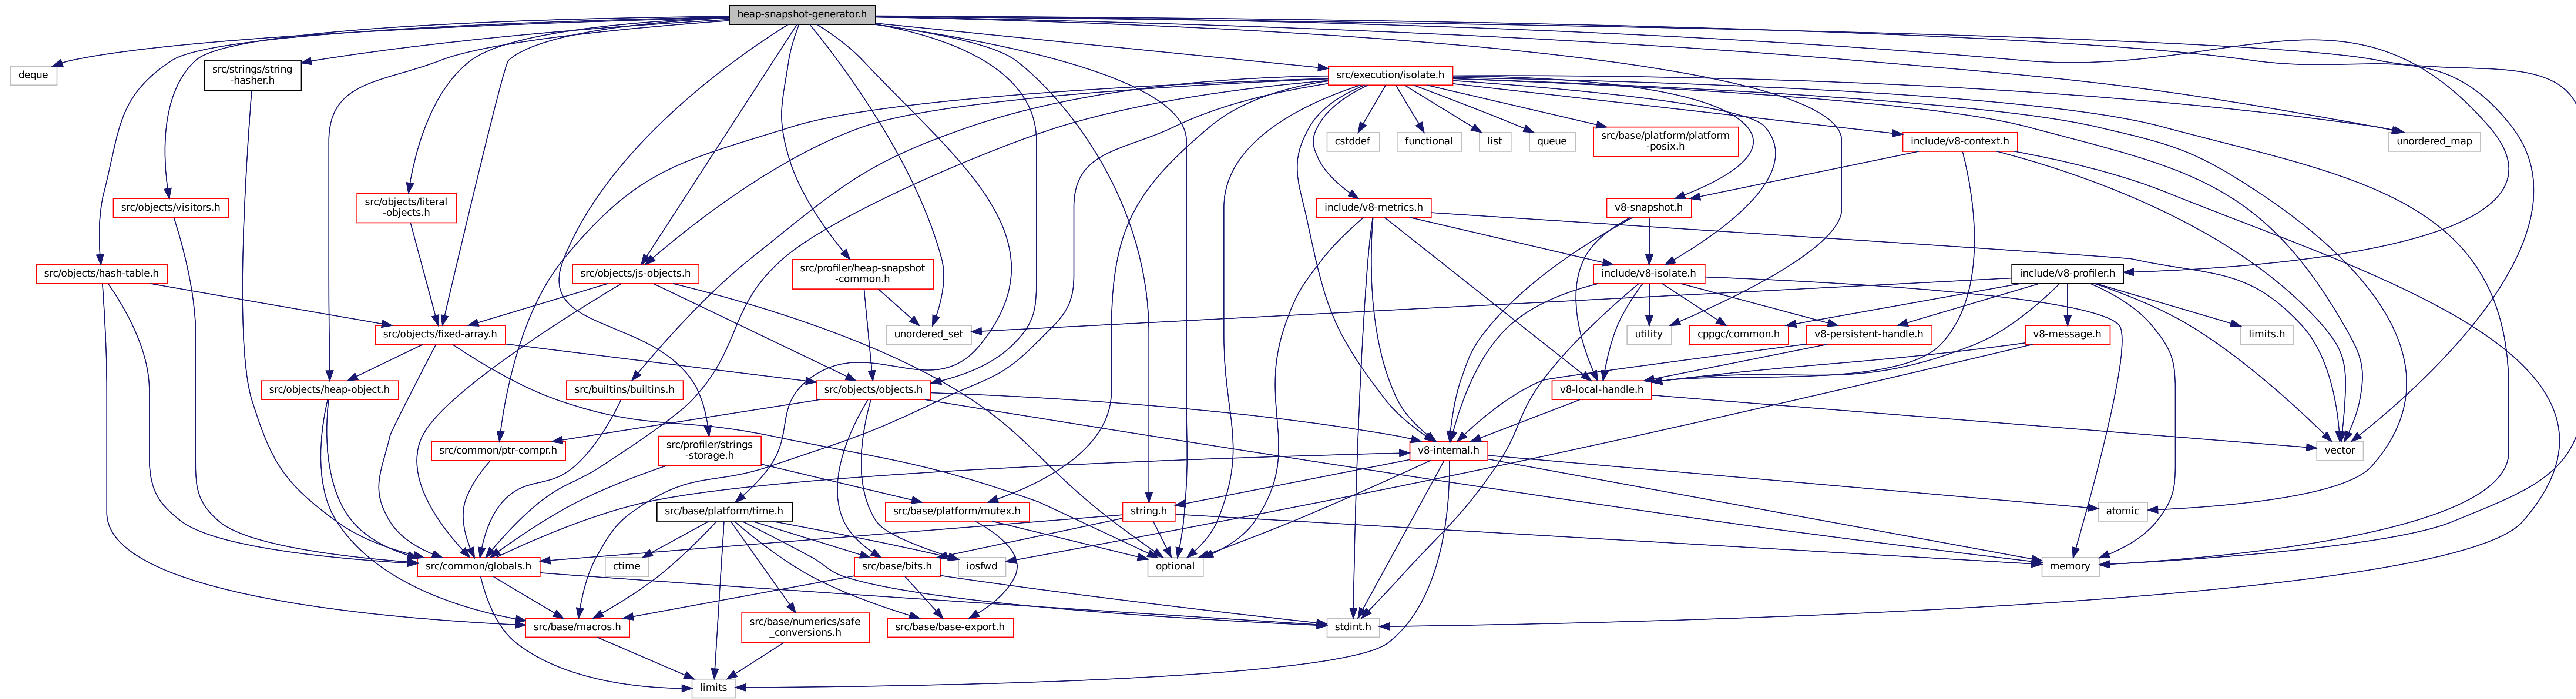 heap-snapshot-generator.h
deque
src/strings/string
-hasher.h
src/execution/isolate.h
cstddef
functional
list
queue
src/base/platform/platform
-posix.h
include/v8-context.h
unordered_map
src/objects/visitors.h
src/objects/literal
-objects.h
include/v8-metrics.h
v8-snapshot.h
src/objects/hash-table.h
src/objects/js-objects.h
src/profiler/heap-snapshot
-common.h
include/v8-isolate.h
include/v8-profiler.h
src/objects/fixed-array.h
unordered_set
utility
cppgc/common.h
v8-persistent-handle.h
v8-message.h
limits.h
src/objects/heap-object.h
src/builtins/builtins.h
src/objects/objects.h
v8-local-handle.h
src/common/ptr-compr.h
src/profiler/strings
-storage.h
v8-internal.h
vector
src/base/platform/time.h
src/base/platform/mutex.h
string.h
atomic
src/common/globals.h
ctime
src/base/bits.h
iosfwd
optional
memory
src/base/macros.h
src/base/numerics/safe
_conversions.h
src/base/base-export.h
stdint.h
limits